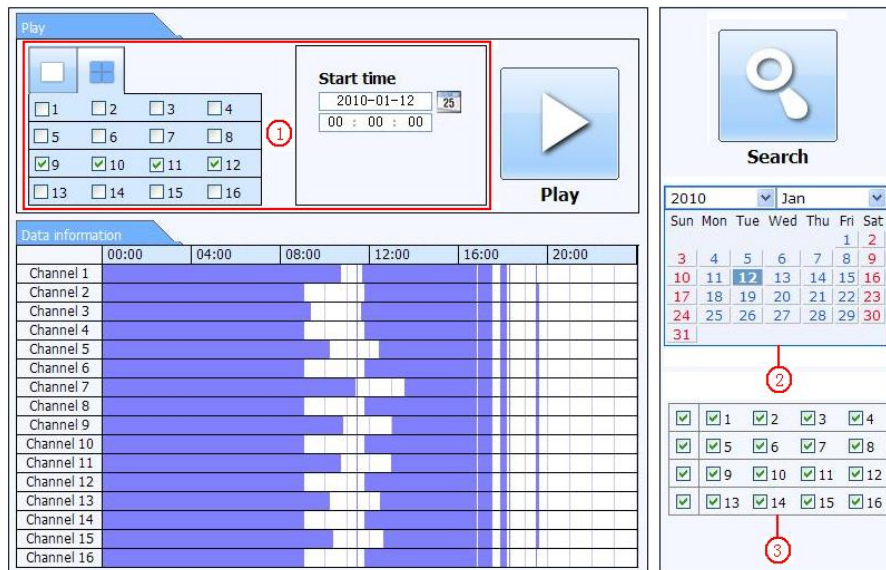 Play
1 2 3 4
5 6 7 8
9 10 11 12
13 14 15 16
1
Start time
2010-01-12 25
00 : 00 : 00
Play
Data information
00:00 04:00 08:00 12:00 16:00 20:00
Channel 1
Channel 2
Channel 3
Channel 4
Channel 5
Channel 6
Channel 7
Channel 8
Channel 9
Channel 10
Channel 11
Channel 12
Channel 13
Channel 14
Channel 15
Channel 16
Search
2010 Jan
Sun Mon Tue Wed Thu Fri Sat
1 2
3 4 5 6 7 8 9
10 11 12 13 14 15 16
17 18 19 20 21 22 23
24 25 26 27 28 29 30
31
2
1 2 3 4
5 6 7 8
9 10 11 12
13 14 15 16
3